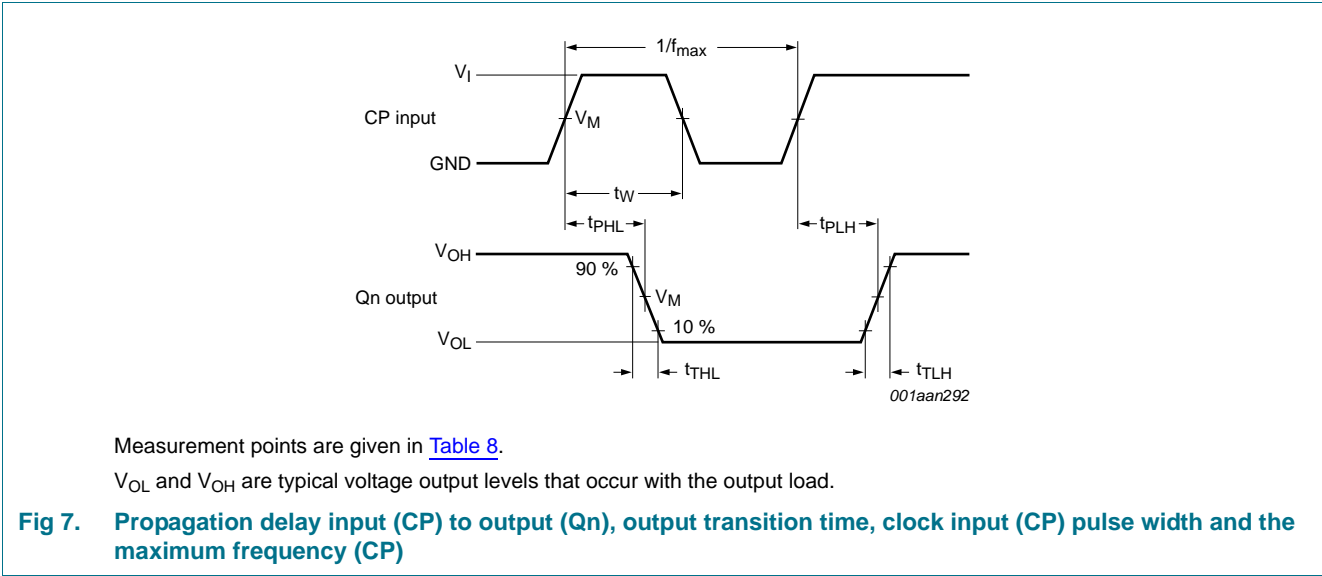 1/fmax
VI
CP input
VM
GND
tW
tPHL
tPLH
VOH
90 %
Qn output
VM
10 %
VOL
tTHL
tTLH
001aan292
Measurement points are given in Table 8.
VOL and VOH are typical voltage output levels that occur with the output load.
Fig 7. Propagation delay input (CP) to output (Qn), output transition time, clock input (CP) pulse width and the
maximum frequency (CP)